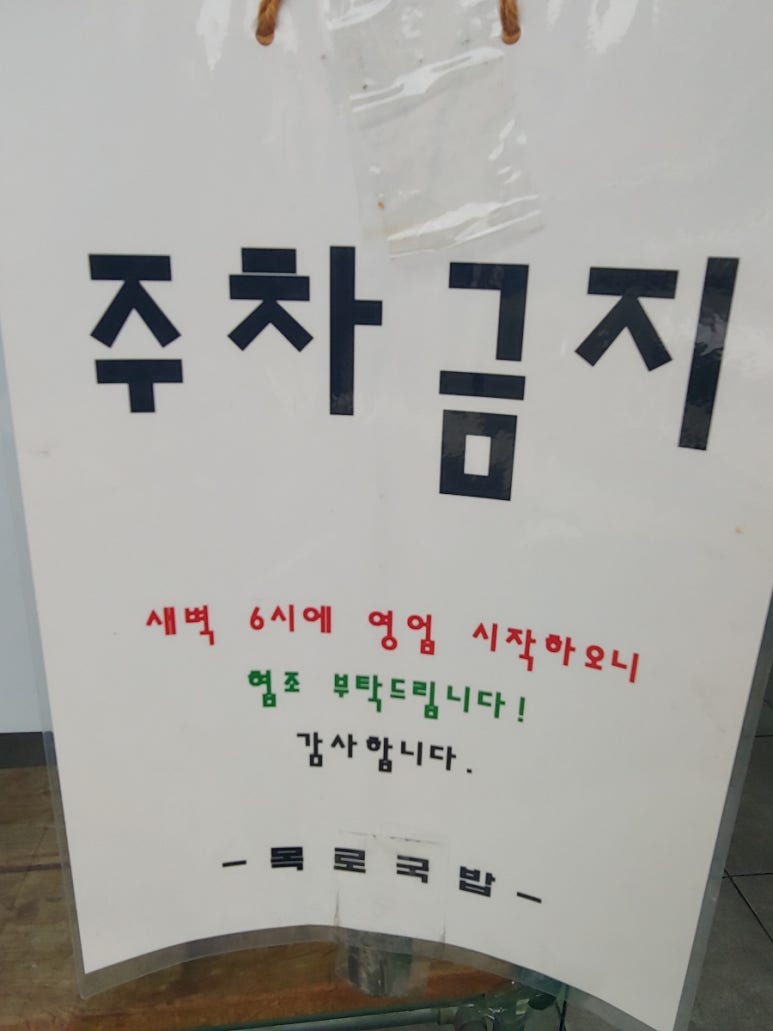 주차금지
새벽 6시에 영업 시작하오니
협조 부탁드립니다!
감사합니다.
- 목로국밥 -